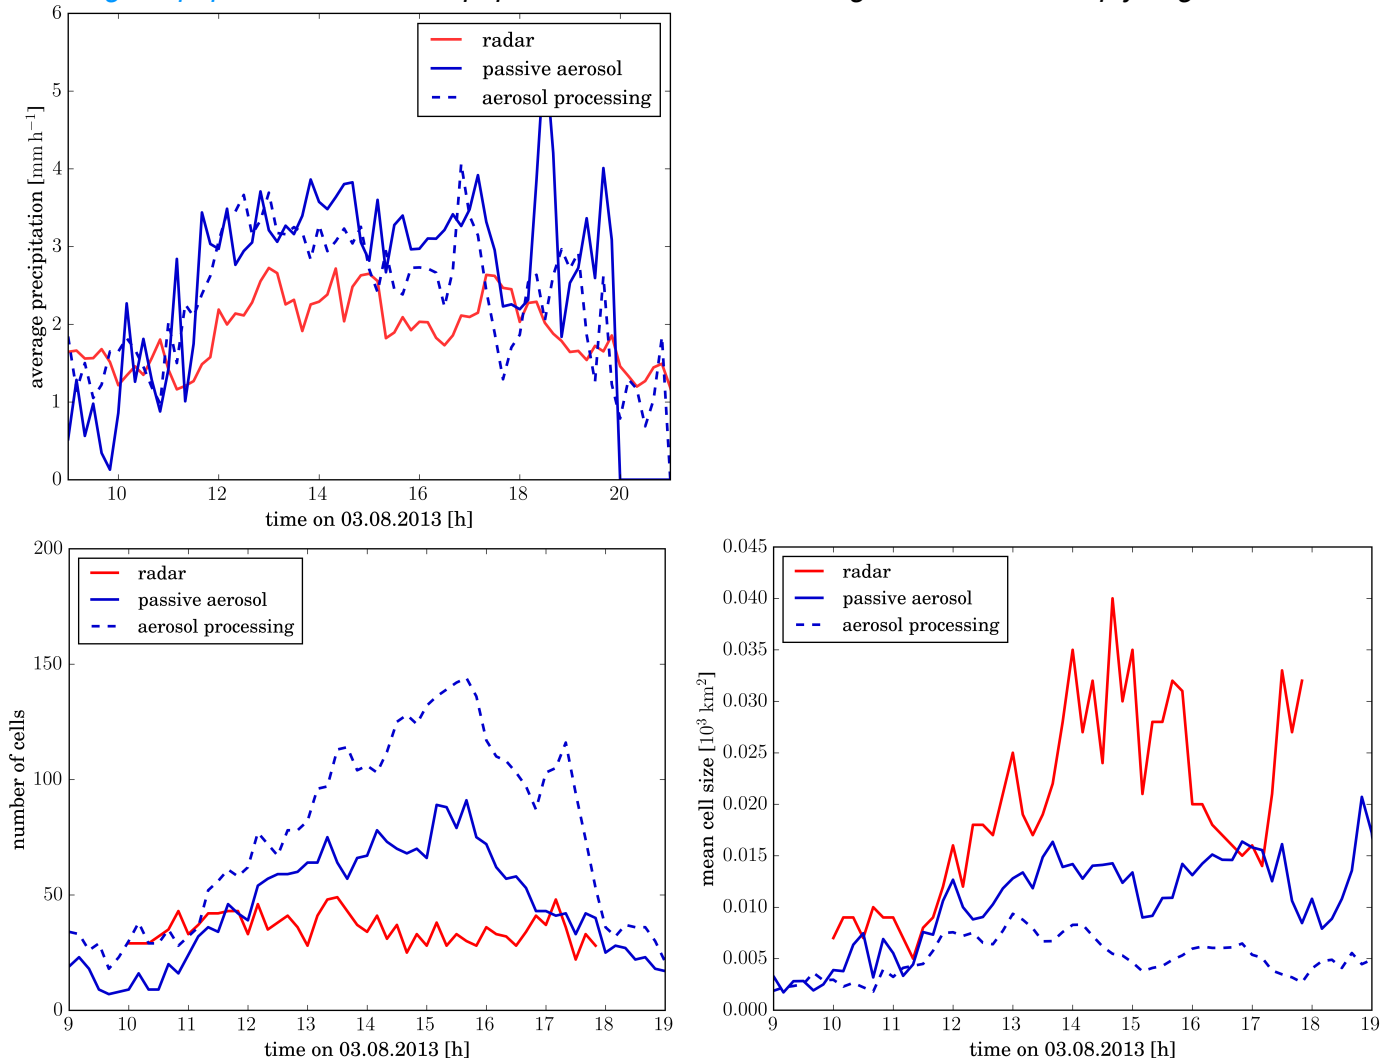 6
5
4
3
2
1
0
average precipitation [mm h⁻¹]
radar
passive aerosol
aerosol processing
10 12 14 16 18 20
time on 03.08.2013 [h]
200
150
100
50
0
number of cells
radar
passive aerosol
aerosol processing
9 10 11 12 13 14 15 16 17 18 19
time on 03.08.2013 [h]
0.045
0.040
0.035
0.030
0.025
0.020
0.015
0.010
0.005
0.000
mean cell size [10³ km²]
radar
passive aerosol
aerosol processing
9 10 11 12 13 14 15 16 17 18 19
time on 03.08.2013 [h]